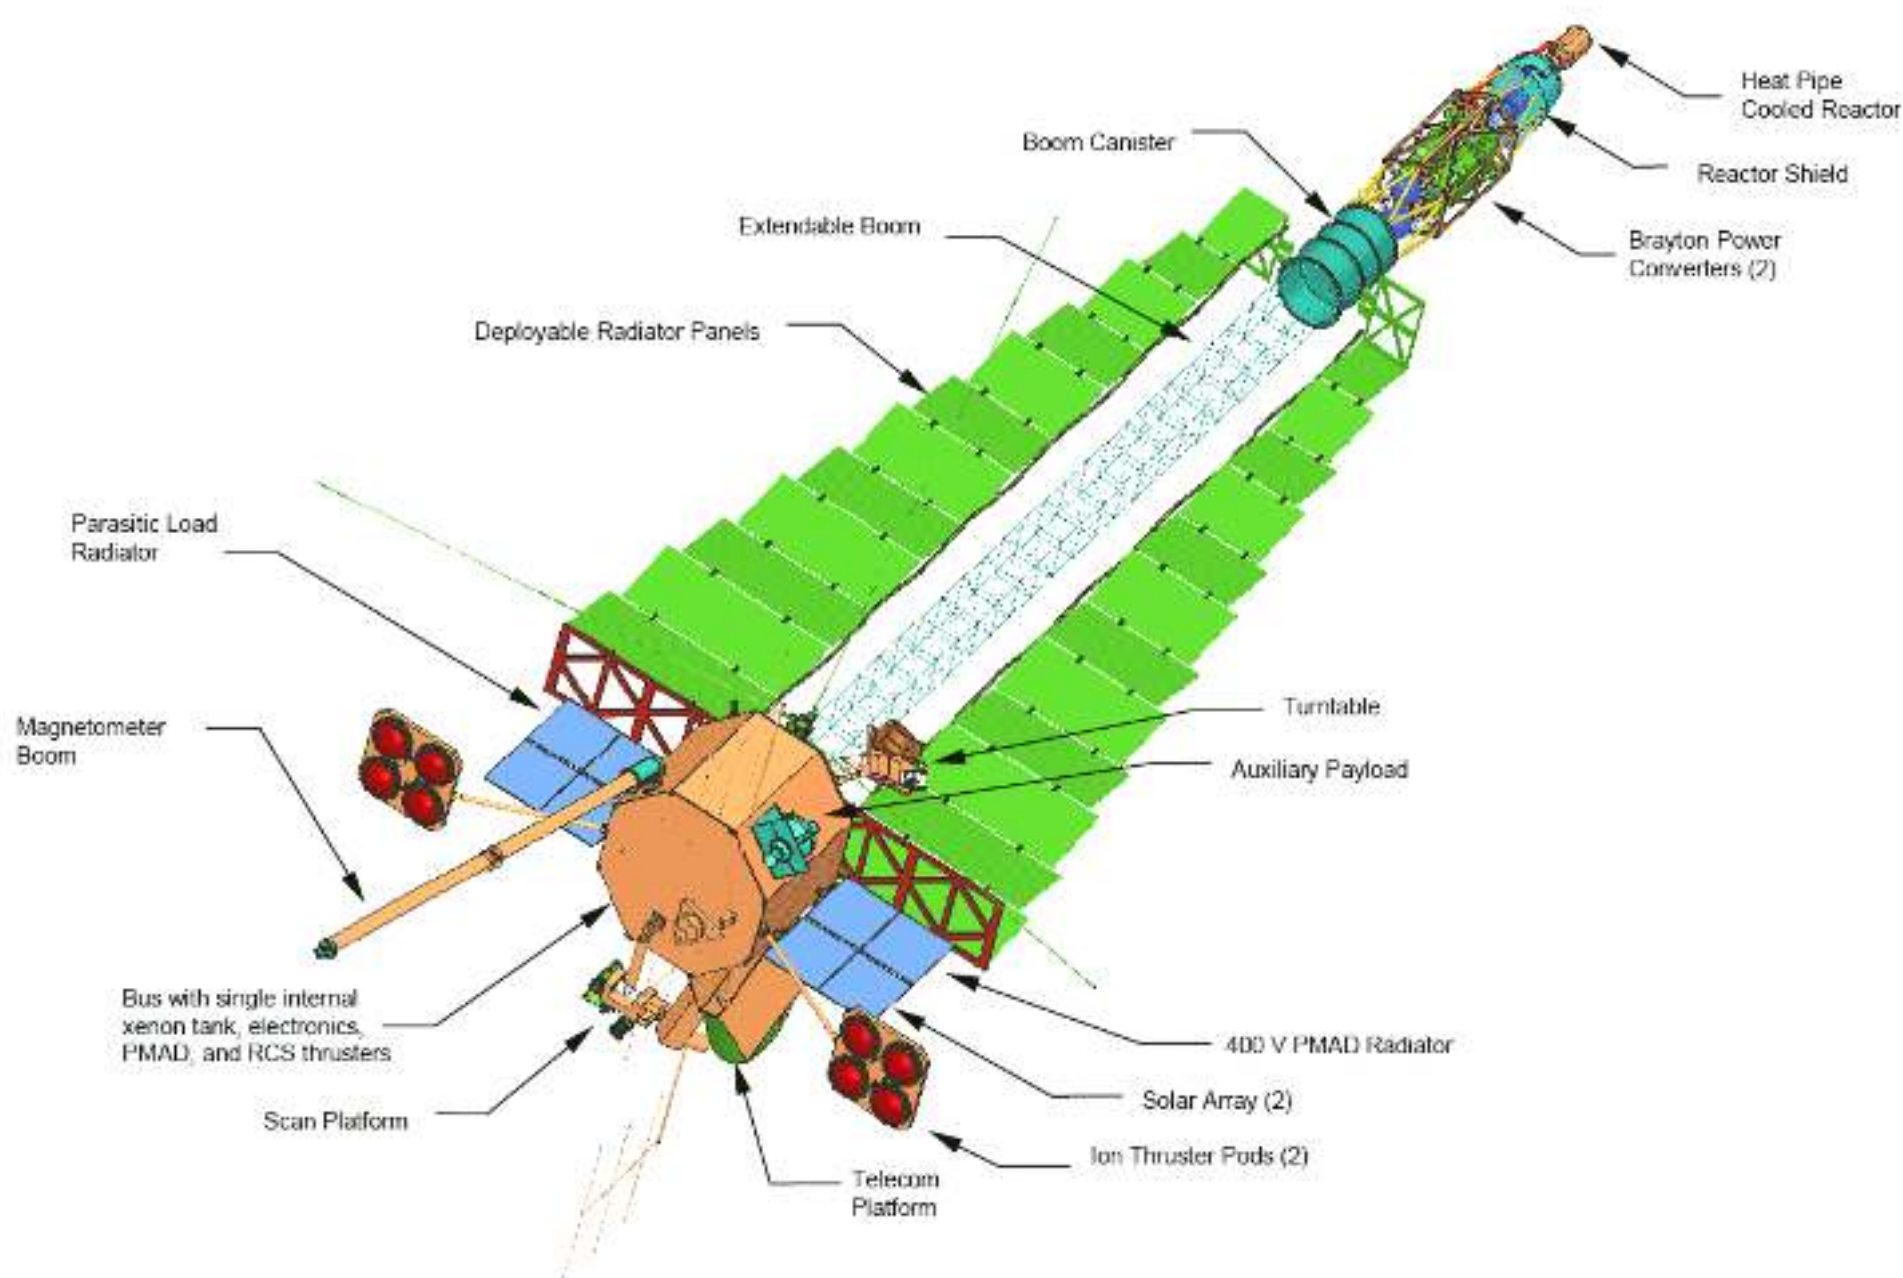 Heat Pipe
Cooled Reactor
Boom Canister
Reactor Shield
Extendable Boom
Brayton Power
Converters (2)
Deployable Radiator Panels
Parasitic Load
Radiator
Turntable
Magnetometer
Boom
Auxiliary Payload
Bus with single internal
xenon tank, electronics,
PMAD, and RCS thrusters
400 V PMAD Radiator
Solar Array (2)
Scan Platform
Ion Thruster Pods (2)
Telecom
Platform